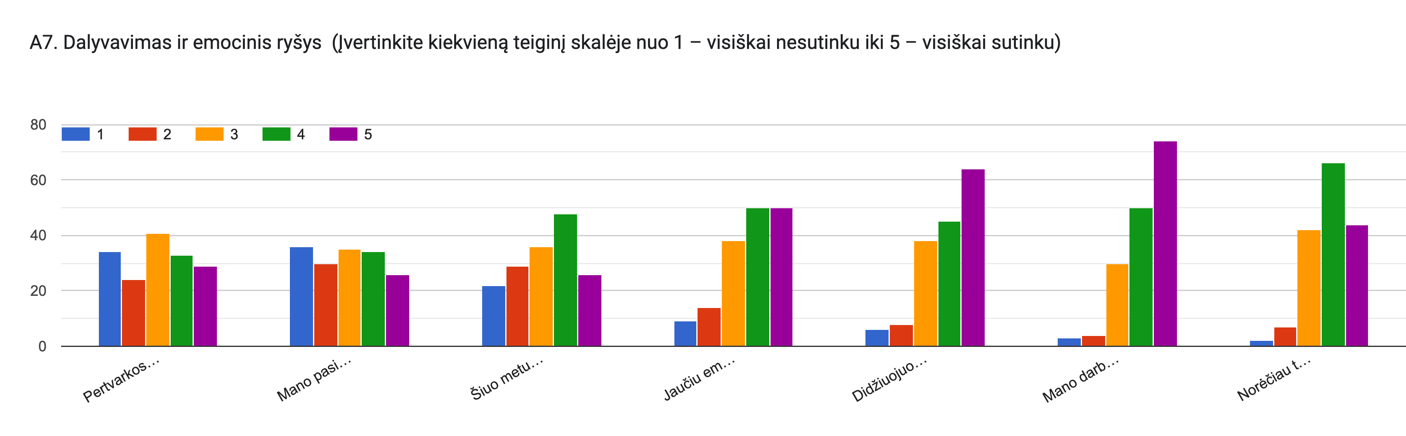 A7. Dalyvavimas ir emocinis ryšys (Įvertinkite kiekvieną teiginį skalėje nuo 1 – visiškai nesutinku iki 5 – visiškai sutinku)
80
1 2 3 4 5
60
40
20
0
Pertvarkos… Mano pasi… Šiuo metu… Jaučiu em… Didžiuojuo… Mano darb… Norėčiau t…